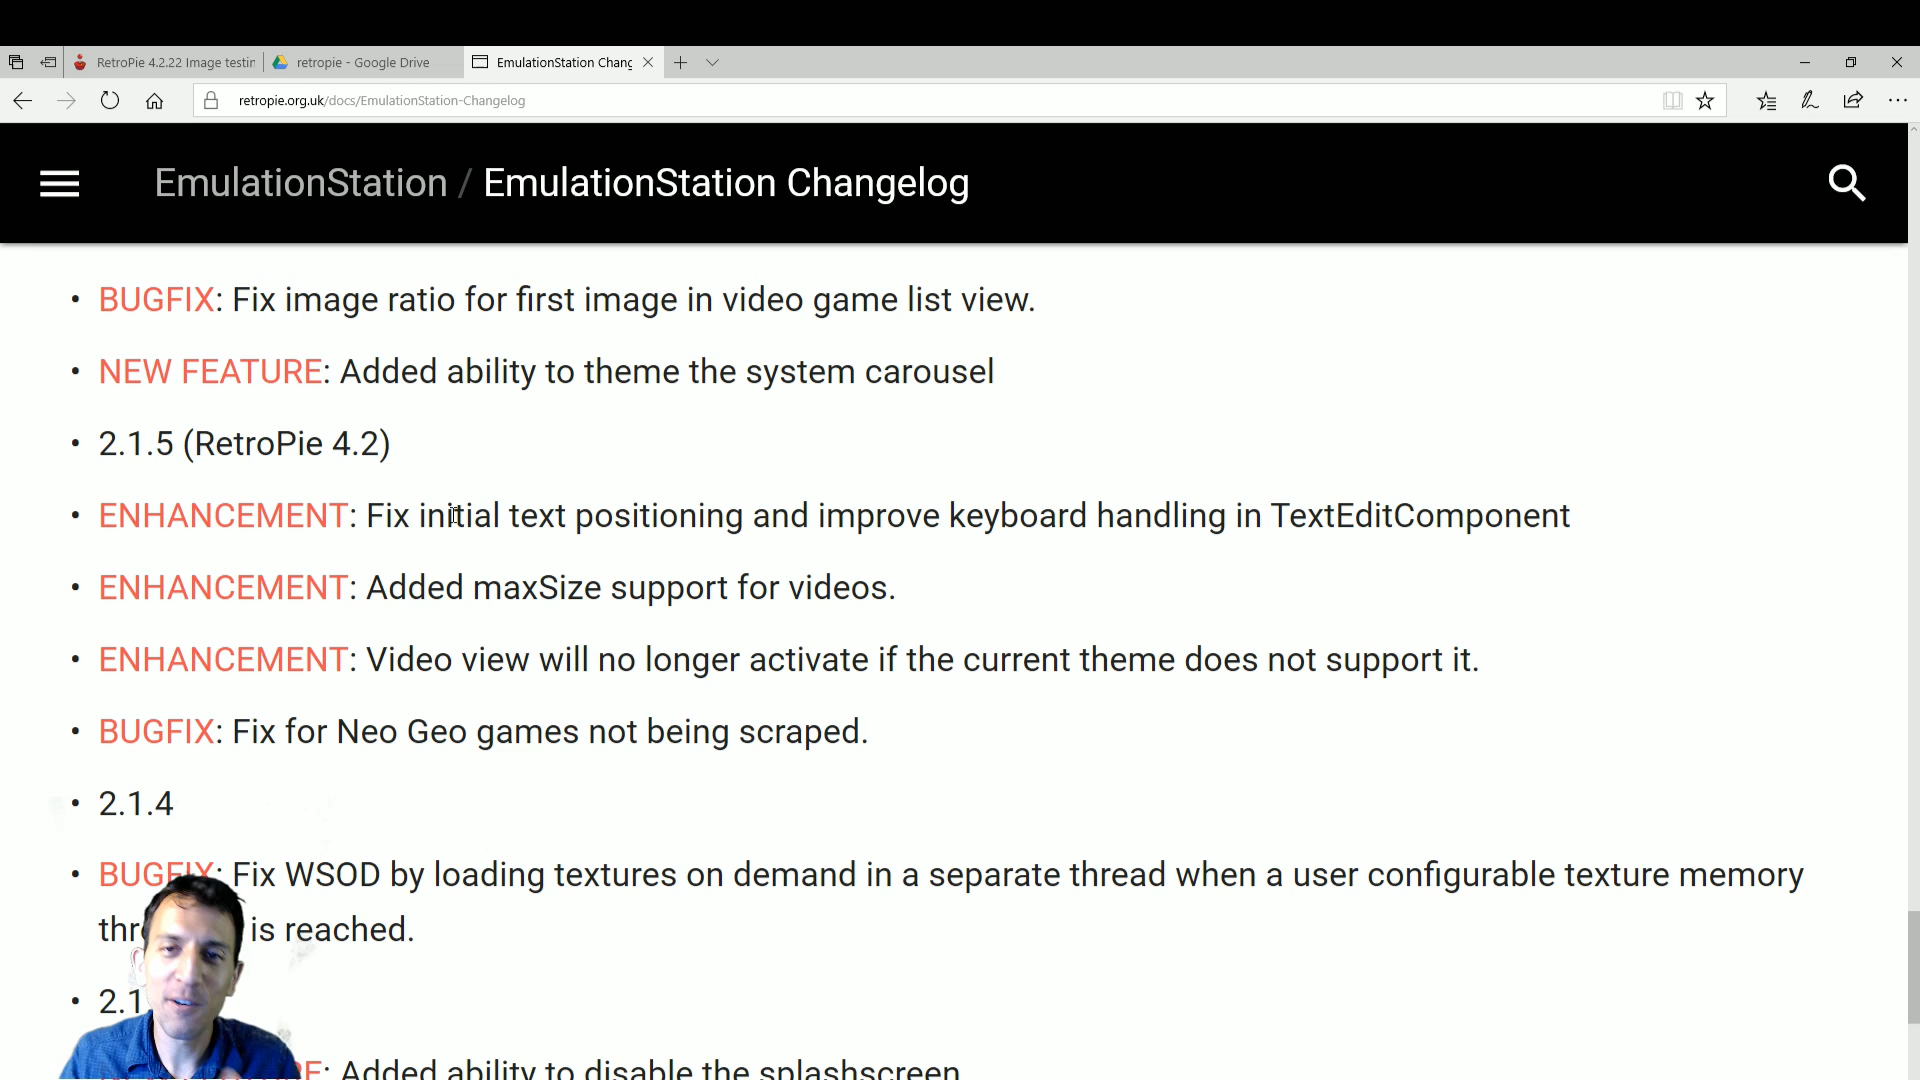 RetroPie 4.2.22 Image testin
retropie - Google Drive
EmulationStation Chang
retropie.org.uk/docs/EmulationStation-Changelog
EmulationStation / EmulationStation Changelog
• BUGFIX: Fix image ratio for first image in video game list view.
• NEW FEATURE: Added ability to theme the system carousel
• 2.1.5 (RetroPie 4.2)
• ENHANCEMENT: Fix initial text positioning and improve keyboard handling in TextEditComponent
• ENHANCEMENT: Added maxSize support for videos.
• ENHANCEMENT: Video view will no longer activate if the current theme does not support it.
• BUGFIX: Fix for Neo Geo games not being scraped.
• 2.1.4
• BUGFIX: Fix WSOD by loading textures on demand in a separate thread when a user configurable texture memory
is reached.
• 2.1
: Added ability to disable the splashscreen